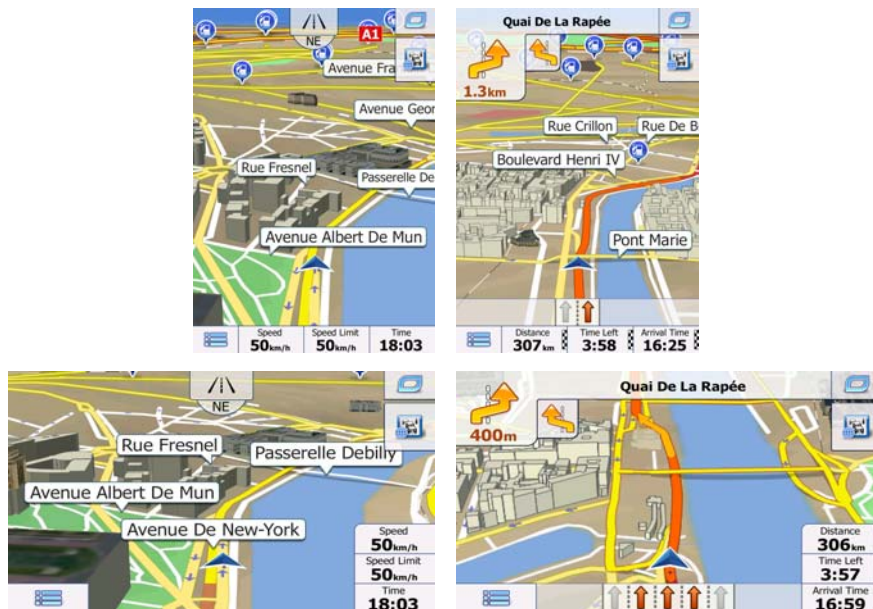 NE
A1
Avenue Fra
Avenue Geor
Rue Fresnel
Passerelle De
Avenue Albert De Mun
Speed
50km/h
Speed Limit
50km/h
Time
18:03
Quai De La Rapée
1.3km
Rue Crillon
Rue De B
Boulevard Henri IV
Pont Marie
Distance
307km
Time Left
3:58
Arrival Time
16:25
NE
Rue Fresnel
Passerelle Debilly
Avenue Albert De Mun
Avenue De New-York
Speed
50km/h
Speed Limit
50km/h
Time
18:03
Quai De La Rapée
400m
Distance
306km
Time Left
3:57
Arrival Time
16:59